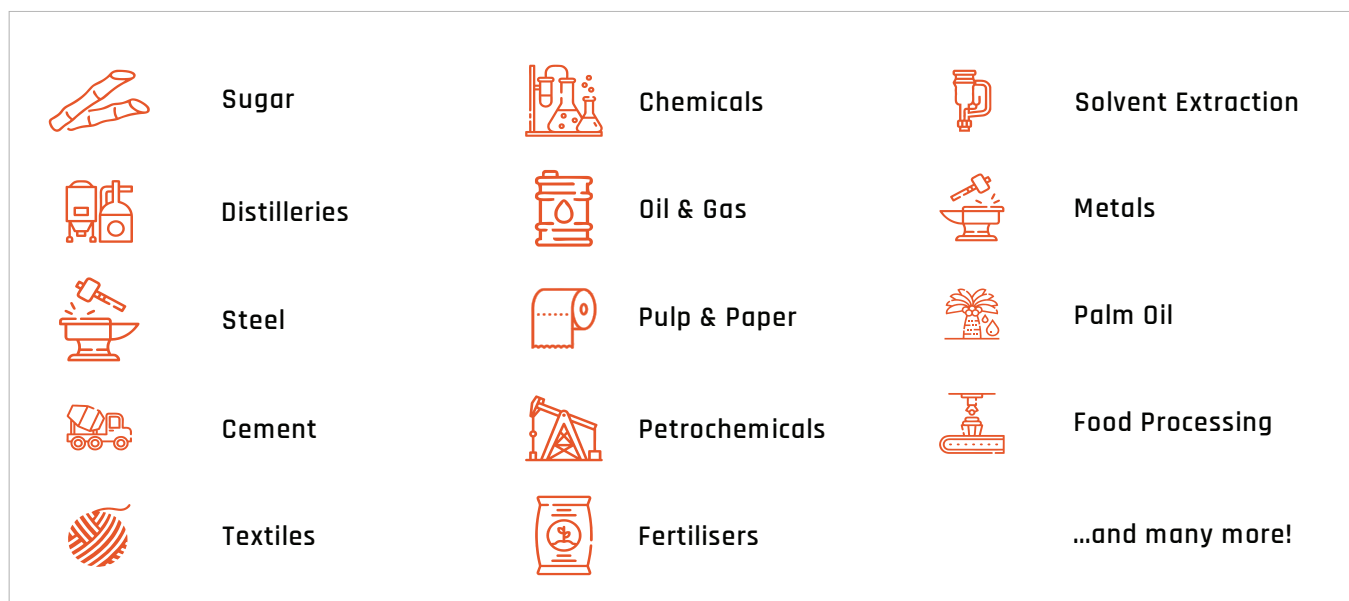 Sugar
Distilleries
Steel
Cement
Textiles
Chemicals
Oil & Gas
Pulp & Paper
Petrochemicals
Fertilisers
Solvent Extraction
Metals
Palm Oil
Food Processing
...and many more!